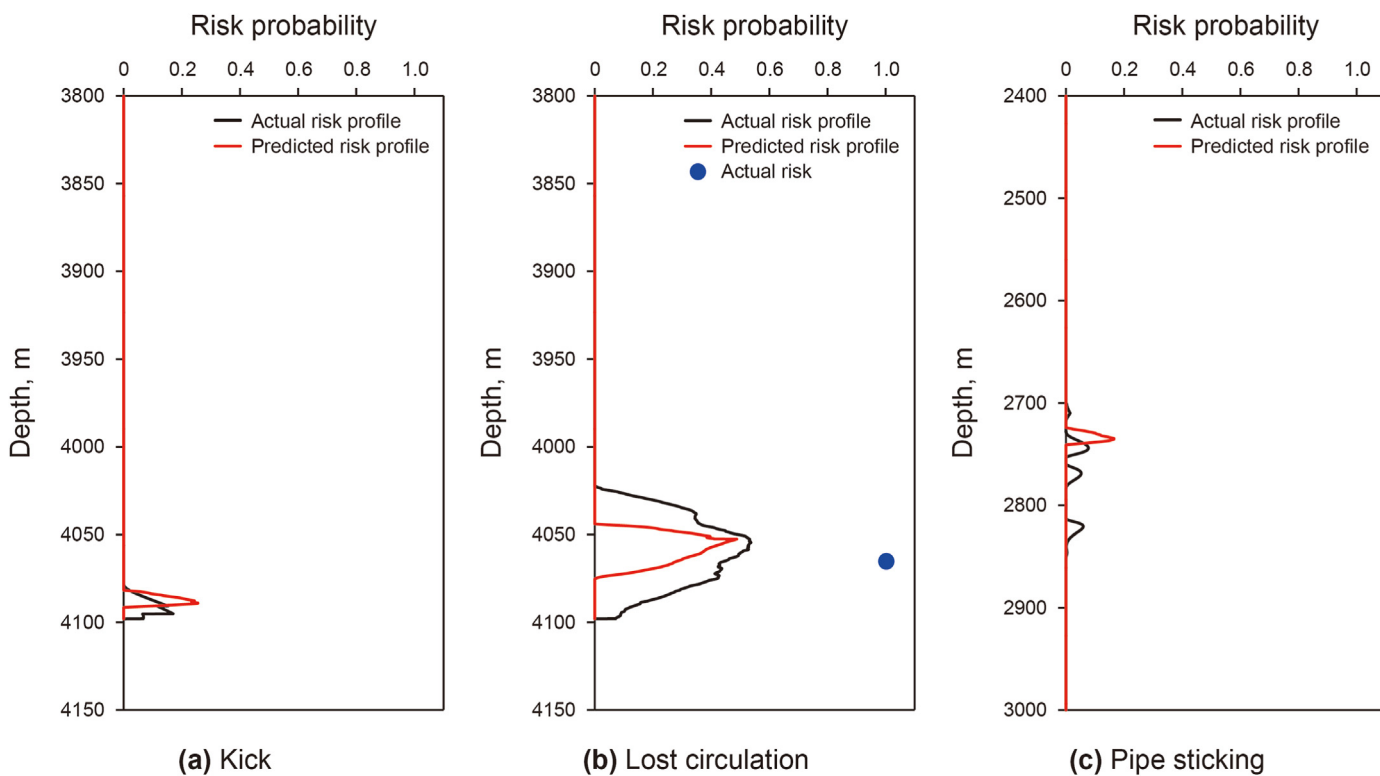 Risk probability
0 0.2 0.4 0.6 0.8 1.0
3800
3850
3900
3950
4000
4050
4100
4150
Depth, m
Actual risk profile
Predicted risk profile
(a) Kick
Risk probability
0 0.2 0.4 0.6 0.8 1.0
3800
3850
3900
3950
4000
4050
4100
4150
Depth, m
Actual risk profile
Predicted risk profile
Actual risk
(b) Lost circulation
Risk probability
0 0.2 0.4 0.6 0.8 1.0
2400
2500
2600
2700
2800
2900
3000
Depth, m
Actual risk profile
Predicted risk profile
(c) Pipe sticking